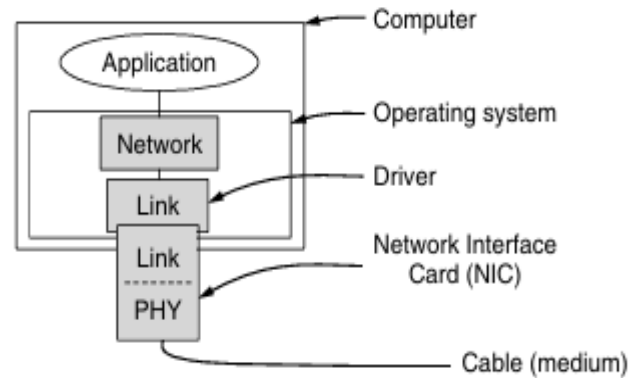 Computer
Application
Operating system
Network
Driver
Link
Link
Network Interface
Card (NIC)
PHY
Cable (medium)